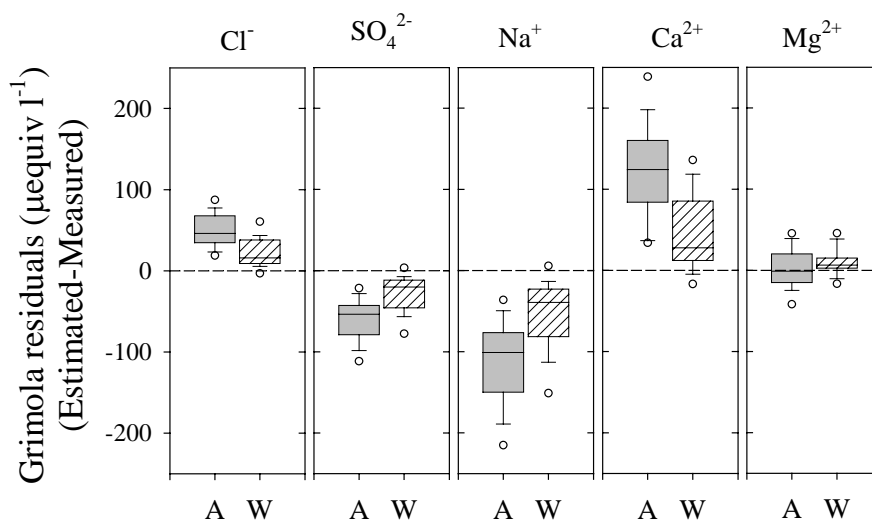 Cl⁻ SO₄²⁻ Na⁺ Ca²⁺ Mg²⁺
Grimola residuals (μequiv l⁻¹)
(Estimated-Measured)
200
100
0
-100
-200
A W A W A W A W A W